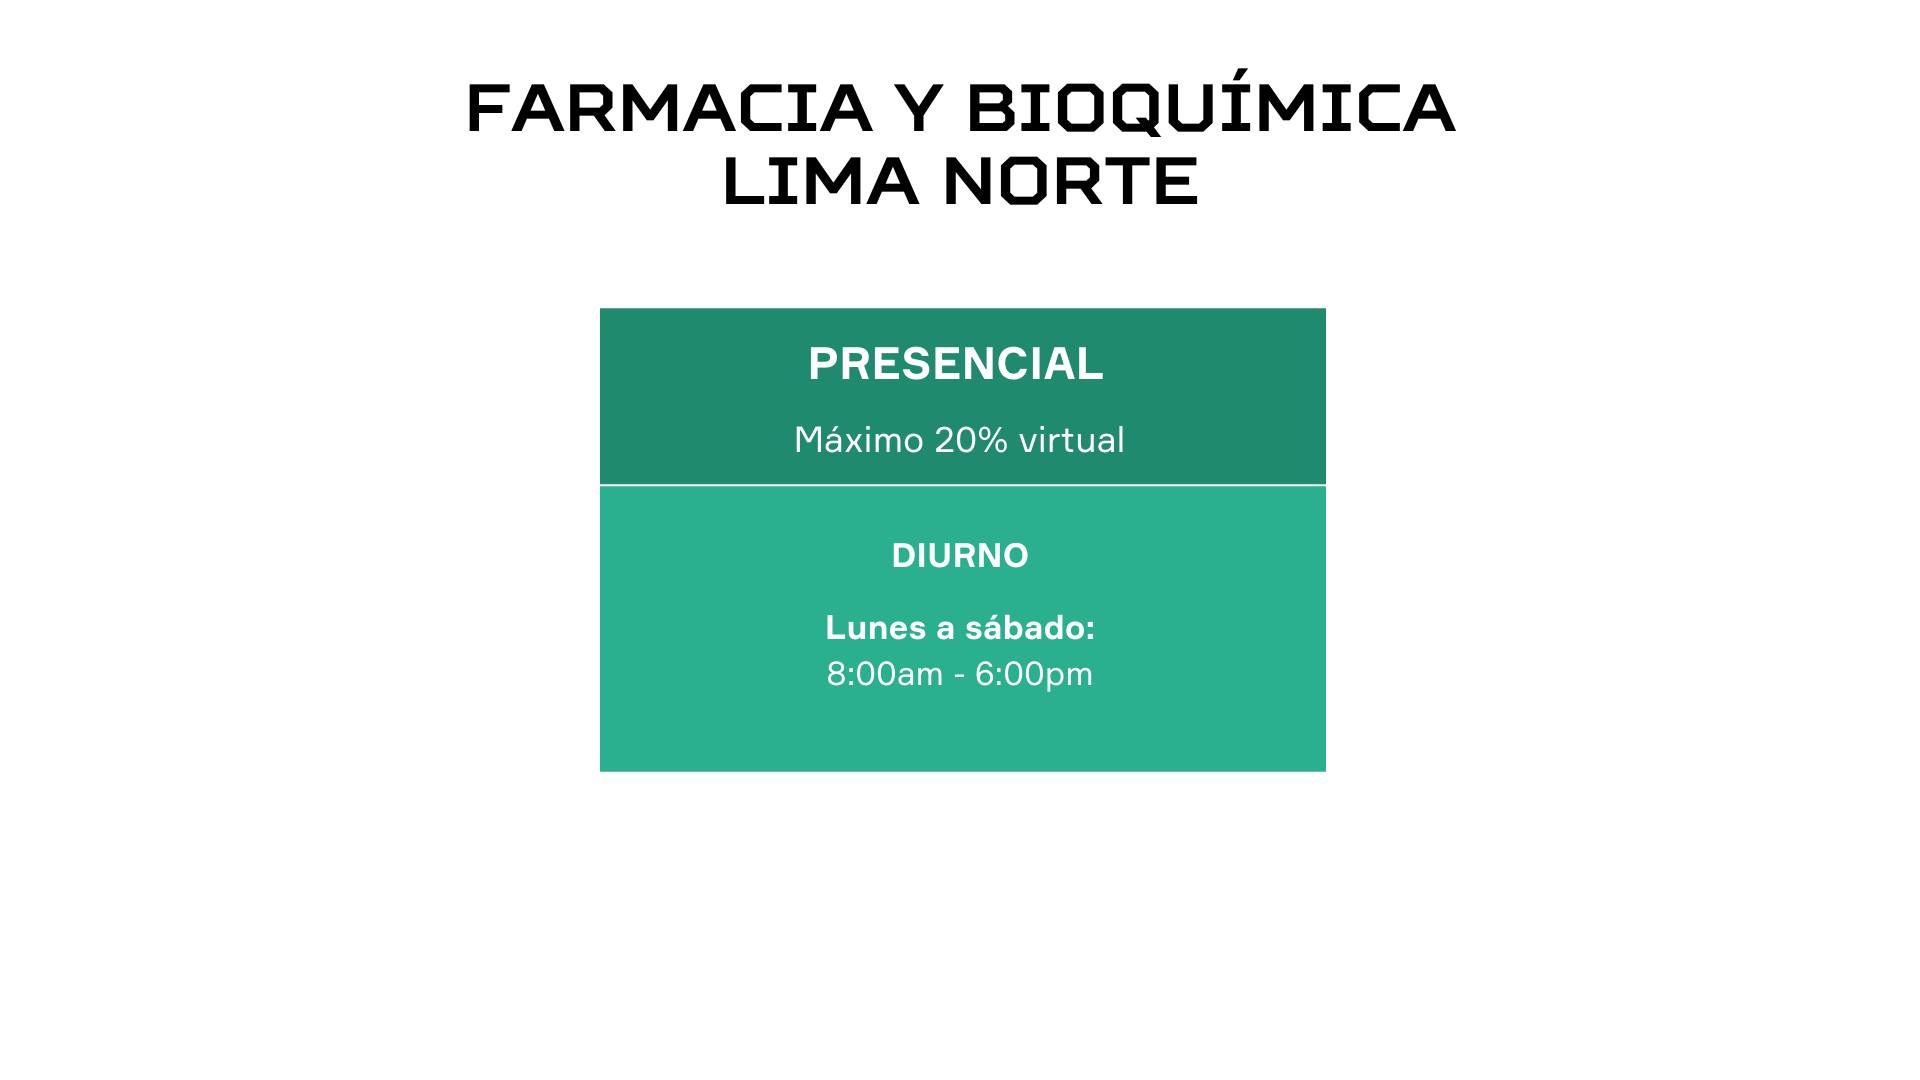 FARMACIA Y BIOQUÍMICA
LIMA NORTE
PRESENCIAL
Máximo 20% virtual
DIURNO
Lunes a sábado:
8:00am - 6:00pm